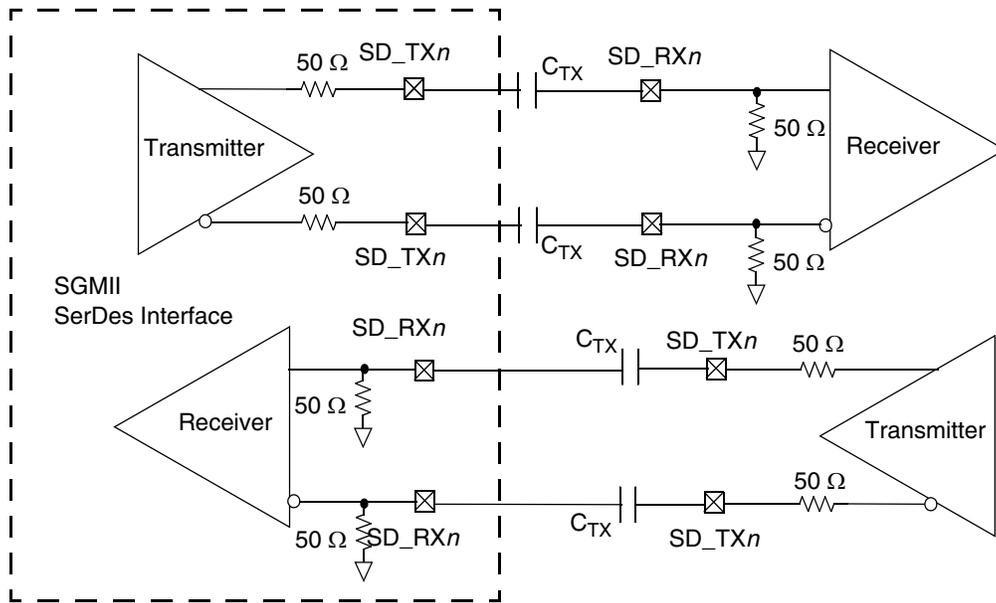 50 Ω
SD_TXn
C_TX
SD_RXn
50 Ω
Transmitter
Receiver
50 Ω
SD_TXn
C_TX
SD_RXn
50 Ω
SGMII
SerDes Interface
SD_RXn
C_TX
SD_TXn
50 Ω
50 Ω
Receiver
Transmitter
50 Ω
50 Ω
SD_RXn
C_TX
SD_TXn